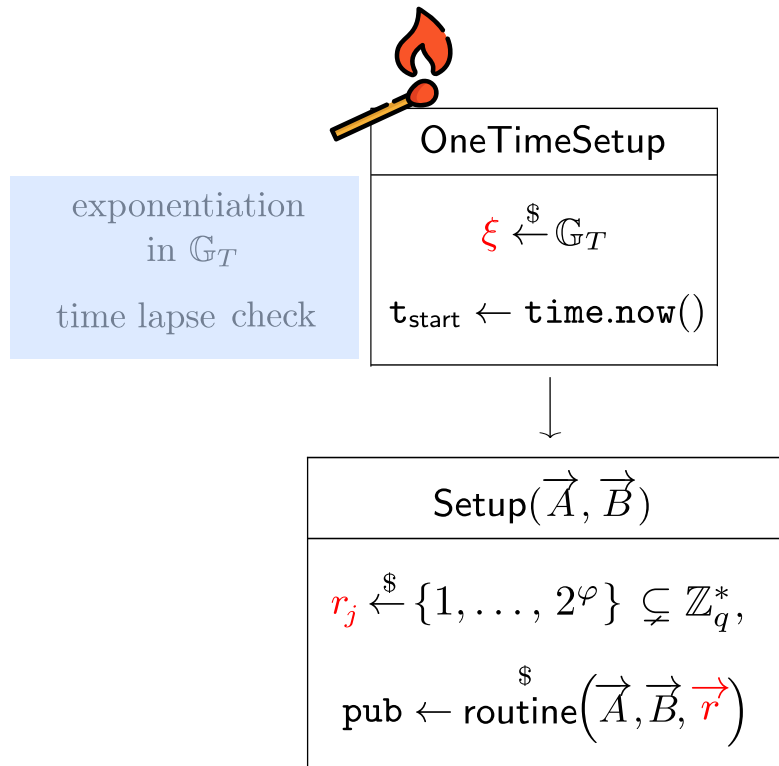 OneTimeSetup
exponentiation
in 𝔾_T
time lapse check
ξ ←$ 𝔾_T
t_start ← time.now()
Setup(A⃗, B⃗)
r_j ←$ {1, …, 2^φ} ⊊ ℤ_q^*,
pub ← routine$(A⃗, B⃗, r⃗)